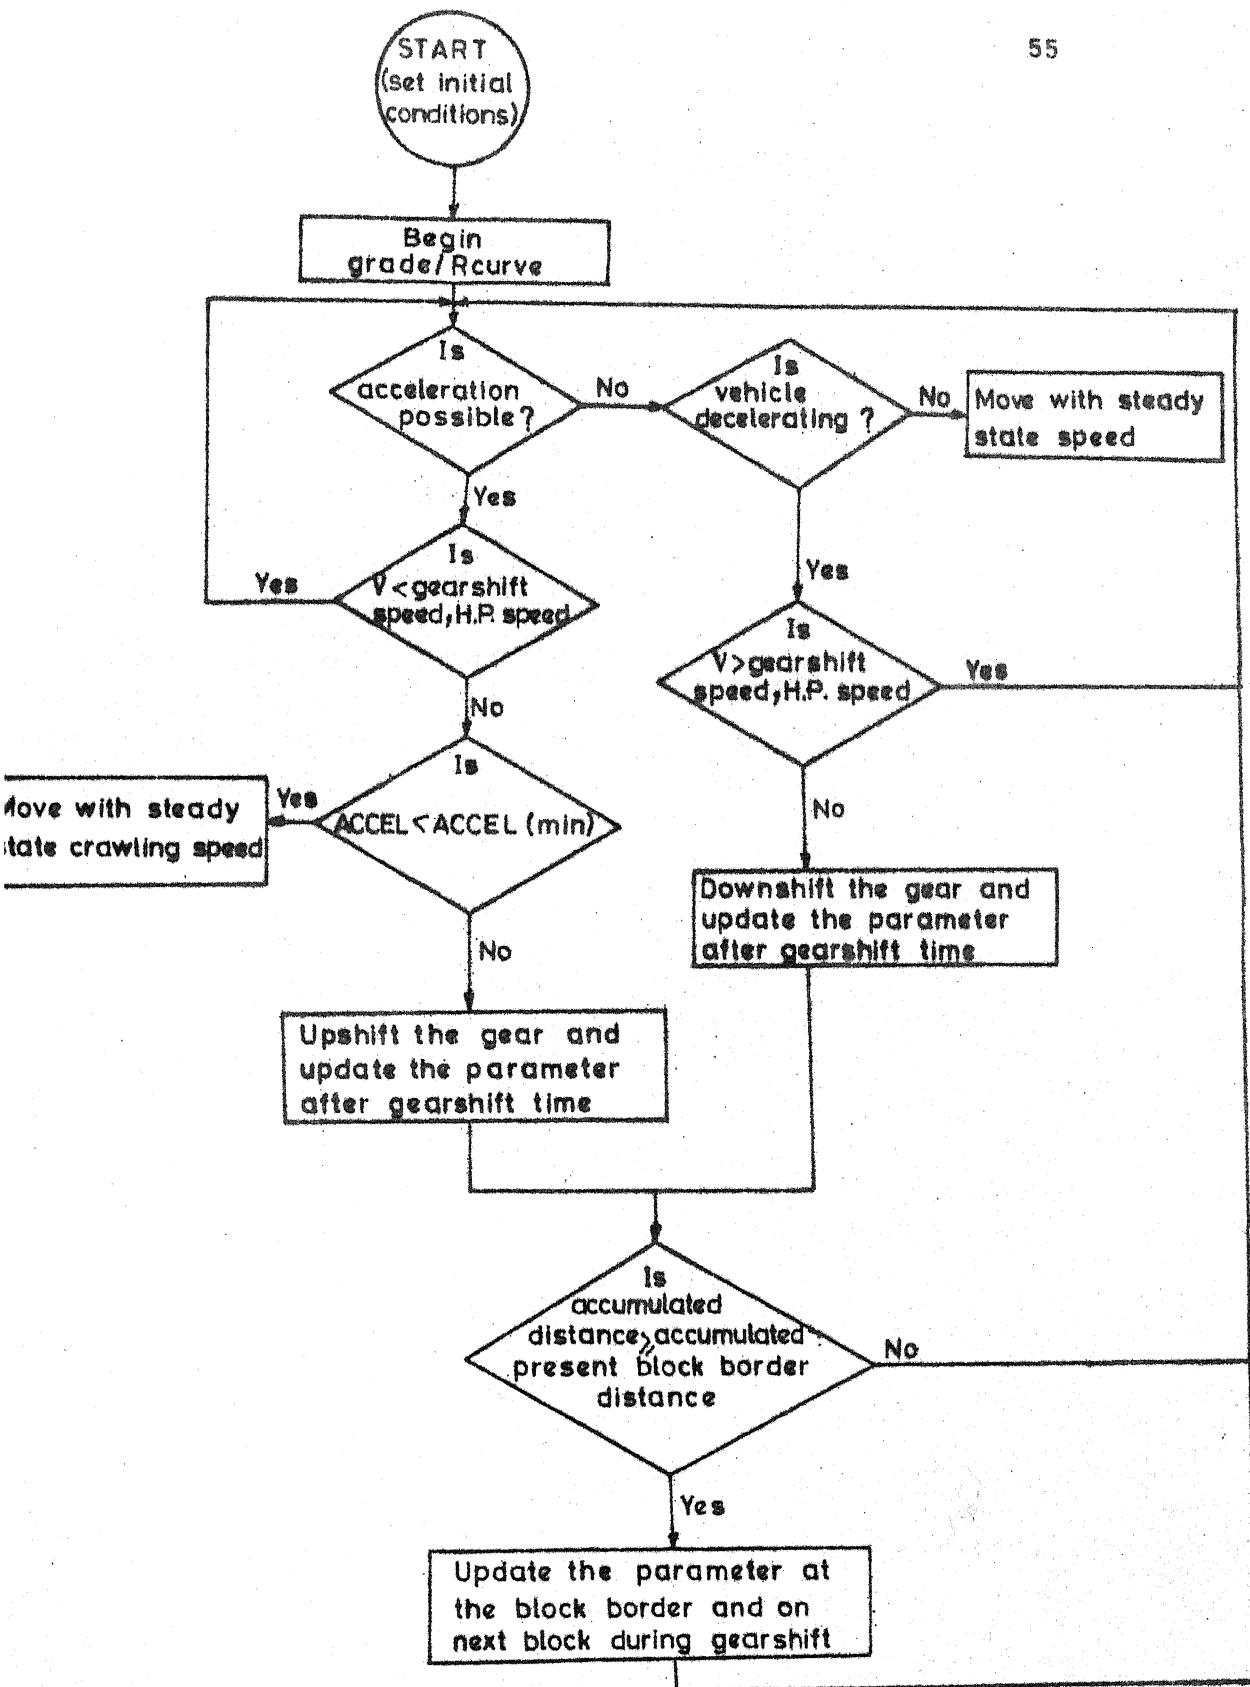 55
START
(set initial
conditions)
Begin
grade/Rcurve
Is
acceleration
possible?
No
Is
vehicle
decelerating ?
No
Move with steady
state speed
Yes
Is
V<gearshift
speed,H.P. speed
Yes
Yes
Is
V>gearshift
speed,H.P. speed
Yes
No
Is
ACCEL<ACCEL (min)
Yes
Move with steady
tate crawling speed
No
Downshift the gear and
update the parameter
after gearshift time
No
Upshift the gear and
update the parameter
after gearshift time
Is
accumulated
distance⩾accumulated
present block border
distance
No
Yes
Update the parameter at
the block border and on
next block during gearshift